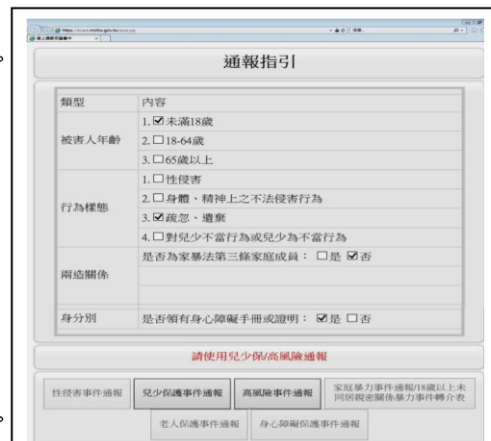 通報指引
類型 內容
被害人年齡
1.☑未滿18歲
2.☐18-64歲
3.☐65歲以上
行為樣態
1.☐性侵害
2.☐身體、精神上之不法侵害行為
3.☑疏忽、遺棄
4.☐對兒少不當行為或兒少為不當行為
兩造關係
是否為家暴法第三條家庭成員：☐是 ☑否
身分別 是否領有身心障礙手冊或證明：☑是 ☐否
請使用兒少保/高風險通報
性侵害事件通報
兒少保護事件通報
高風險事件通報
家庭暴力事件通報/18歲以上未
同居親密關係暴力事件轉介表
老人保護事件通報
身心障礙保護事件通報